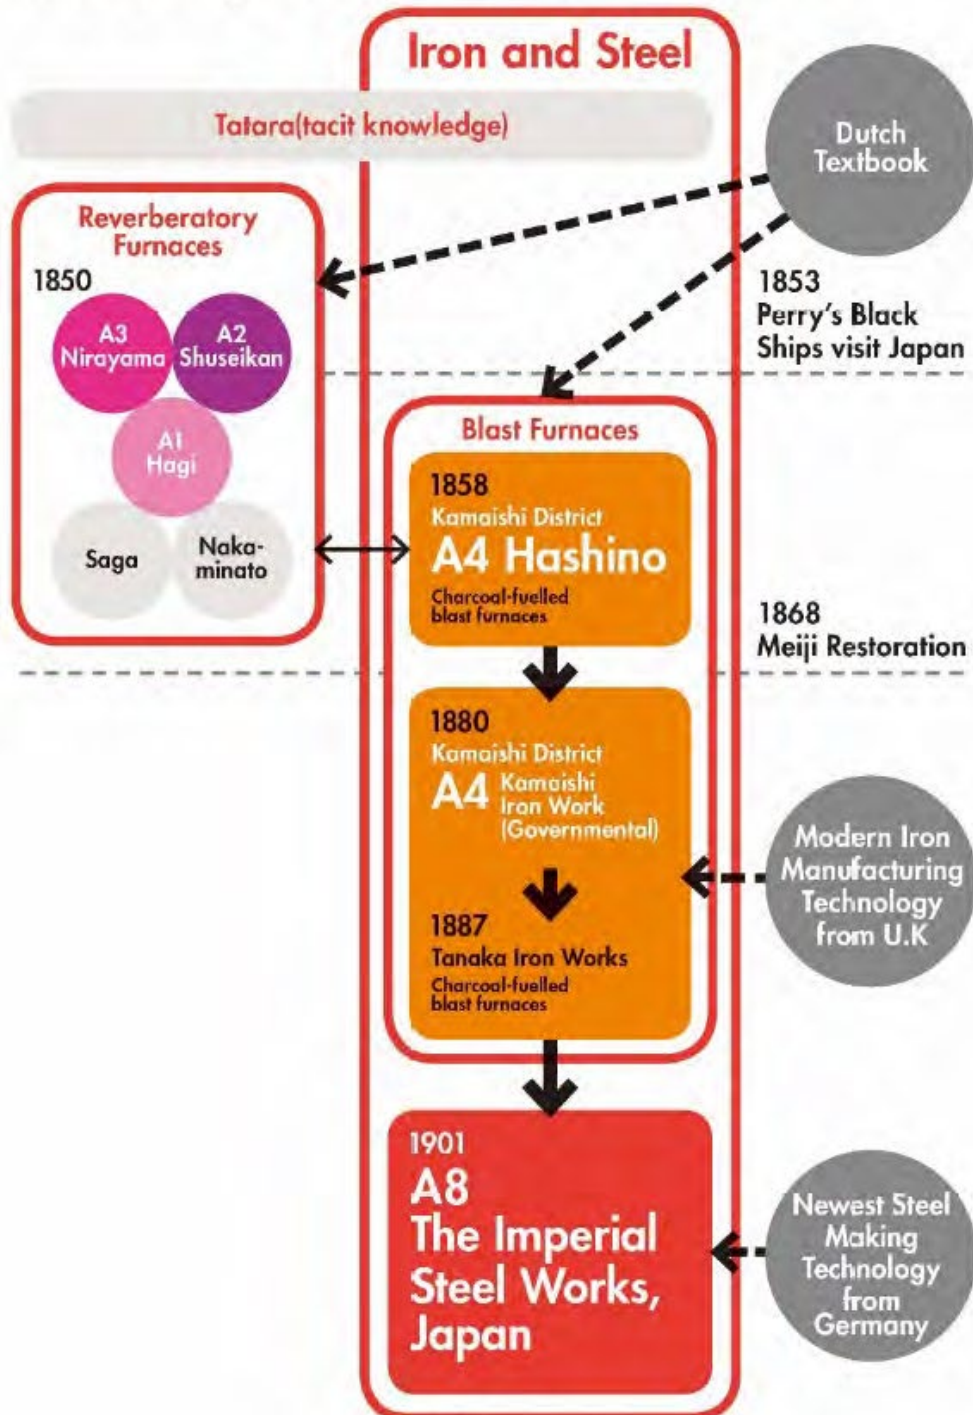 Iron and Steel
Tatara(tacit knowledge)
Dutch
Textbook
Reverberatory
Furnaces
1850
A3
Nirayama
A2
Shuseikan
A1
Hagi
Saga
Naka-
minato
1853
Perry's Black
Ships visit Japan
Blast Furnaces
1858
Kamaishi District
A4 Hashino
Charcoal-fuelled
blast furnaces
1868
Meiji Restoration
1880
Kamaishi District
A4 Kamaishi
Iron Work
(Governmental)
Modern Iron
Manufacturing
Technology
from U.K
1887
Tanaka Iron Works
Charcoal-fuelled
blast furnaces
1901
A8
The Imperial
Steel Works,
Japan
Newest Steel
Making
Technology
from
Germany